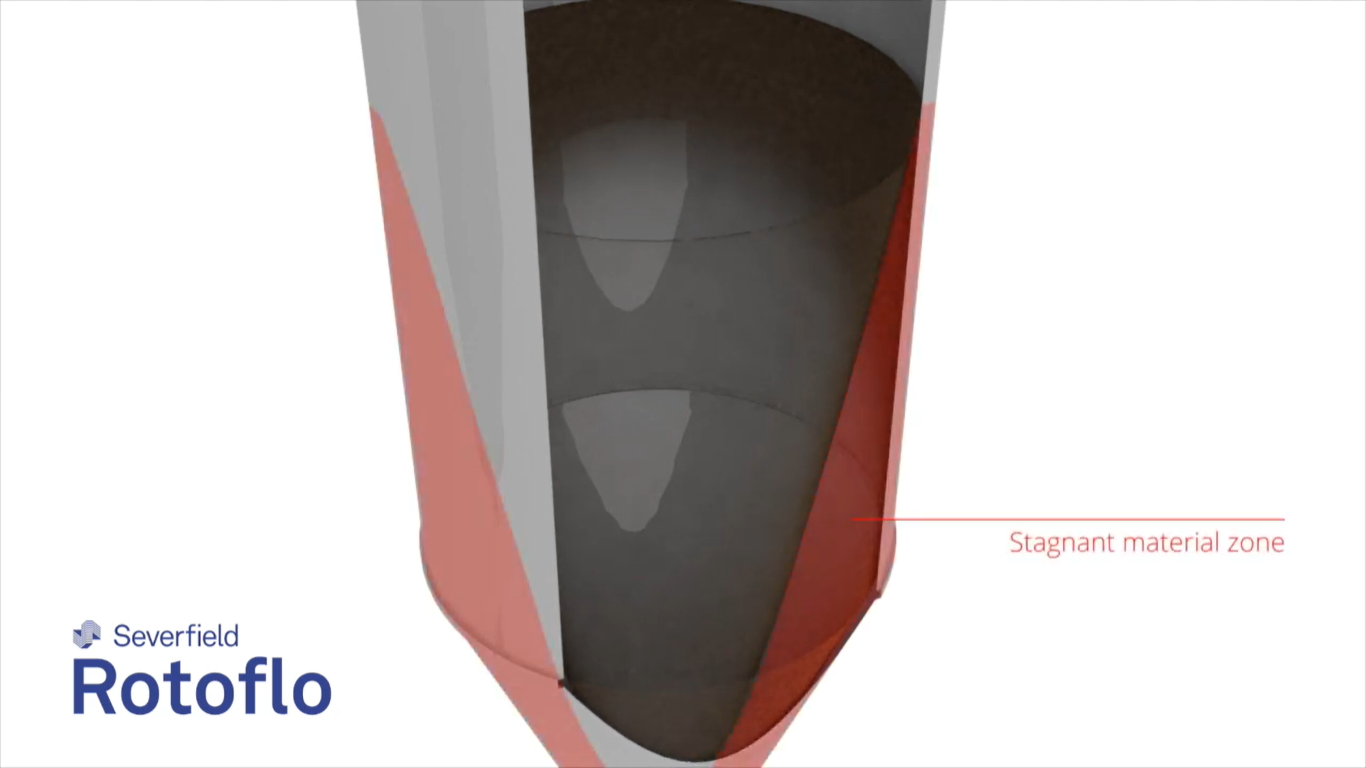 Stagnant material zone
Severfield
Rotoflo